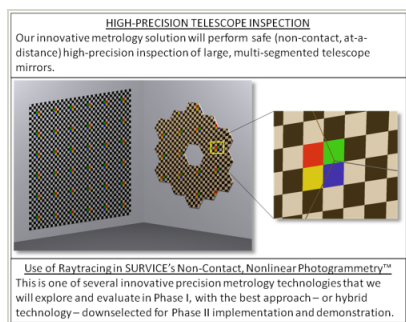 HIGH-PRECISION TELESCOPE INSPECTION
Our innovative metrology solution will perform safe (non-contact, at-a-
distance) high-precision inspection of large, multi-segmented telescope
mirrors.
Use of Raytracing in SURVICE's Non-Contact, Nonlinear Photogrammetry™
This is one of several innovative precision metrology technologies that we
will explore and evaluate in Phase I, with the best approach – or hybrid
technology – downselected for Phase II implementation and demonstration.